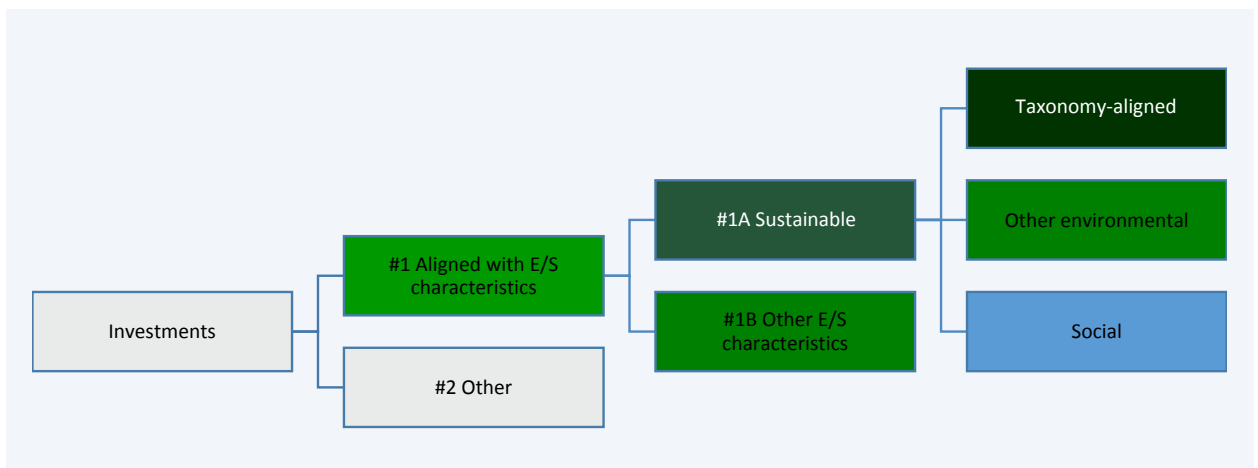 Investments
#1 Aligned with E/S
characteristics
#2 Other
#1A Sustainable
#1B Other E/S
characteristics
Taxonomy-aligned
Other environmental
Social